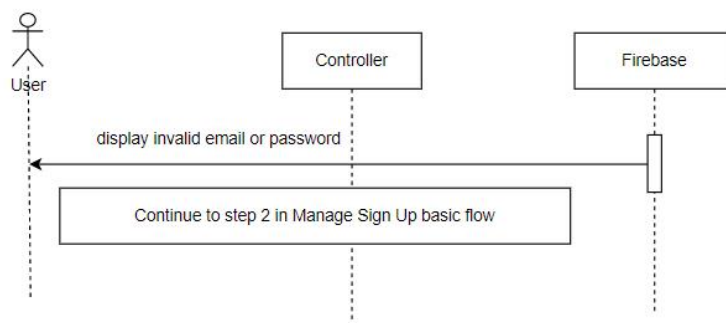 User
Controller
Firebase
display invalid email or password
Continue to step 2 in Manage Sign Up basic flow